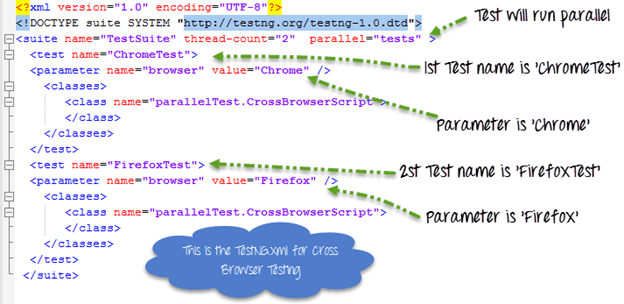 <?xml version="1.0" encoding="UTF-8"?>
<!DOCTYPE suite SYSTEM "http://testng.org/testng-1.0.dtd">
<suite name="TestSuite" thread-count="2"  parallel="tests" >
Test will run parallel
<test name="ChromeTest">
1st Test name is 'ChromeTest'
<parameter name="browser" value="Chrome" />
Parameter is 'Chrome'
<classes>
<class name="parallelTest.CrossBrowserScript">
</class>
</classes>
</test>
<test name="FirefoxTest">
2st Test name is 'FirefoxTest'
<parameter name="browser" value="Firefox" />
Parameter is 'Firefox'
<classes>
<class name="parallelTest.CrossBrowserScript">
</class>
</classes>
</test>
</suite>
This is the TestNG.xml for Cross
Browser Testng